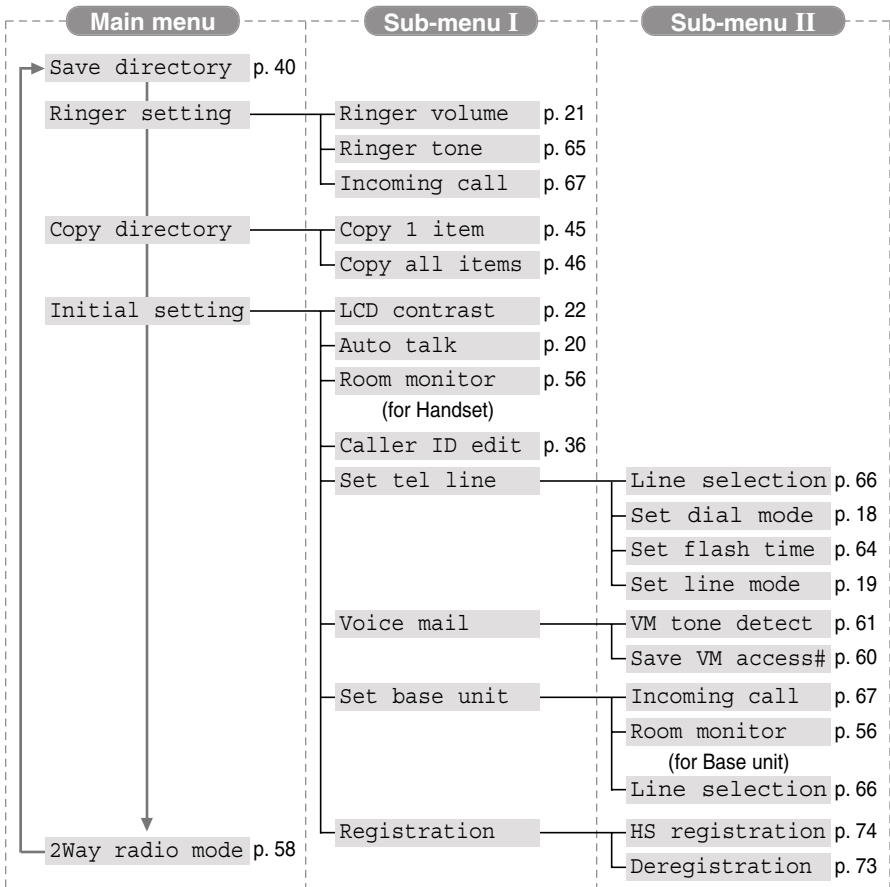 Main menu Sub-menu I Sub-menu II
Save directory p. 40
Ringer setting Ringer volume p. 21
Ringer tone p. 65
Incoming call p. 67
Copy directory Copy 1 item p. 45
Copy all items p. 46
Initial setting LCD contrast p. 22
Auto talk p. 20
Room monitor p. 56
(for Handset)
Caller ID edit p. 36
Set tel line Line selection p. 66
Set dial mode p. 18
Set flash time p. 64
Set line mode p. 19
Voice mail VM tone detect p. 61
Save VM access# p. 60
Set base unit Incoming call p. 67
Room monitor p. 56
(for Base unit)
Line selection p. 66
Registration HS registration p. 74
2Way radio mode p. 58
Deregistration p. 73